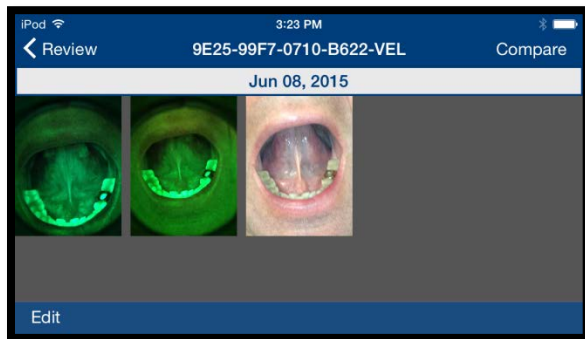 iPod 3:23 PM
Review 9E25-99F7-0710-B622-VEL Compare
Jun 08, 2015
Edit